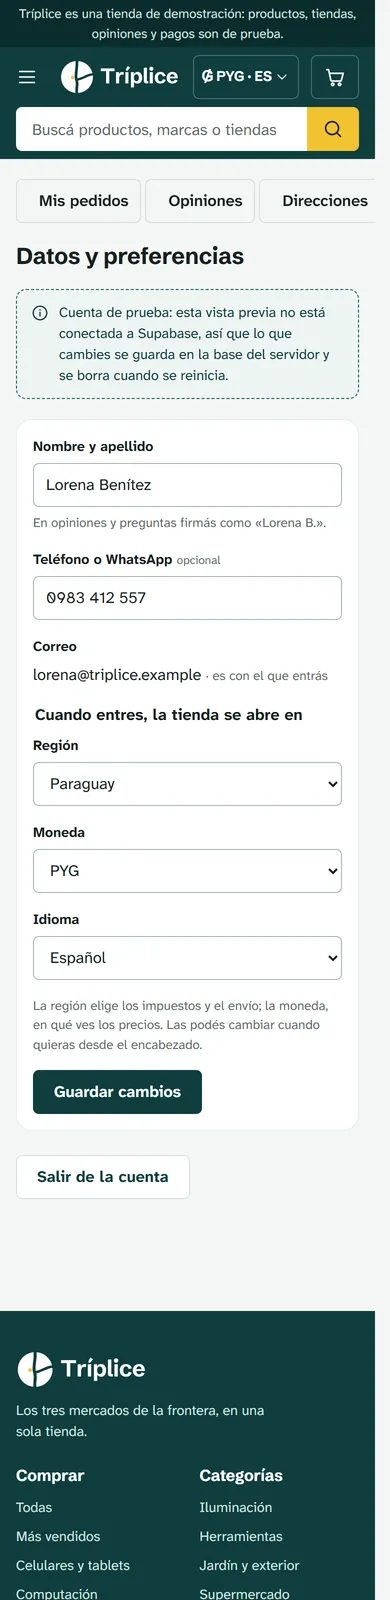 Tríplice es una tienda de demostración: productos, tiendas,
opiniones y pagos son de prueba.
Tríplice
₲ PYG · ES
Buscá productos, marcas o tiendas
Mis pedidos
Opiniones
Direcciones
Datos y preferencias
Cuenta de prueba: esta vista previa no está
conectada a Supabase, así que lo que
cambies se guarda en la base del servidor y
se borra cuando se reinicia.
Nombre y apellido
Lorena Benítez
En opiniones y preguntas firmás como «Lorena B.».
Teléfono o WhatsApp opcional
0983 412 557
Correo
lorena@triplice.example · es con el que entrás
Cuando entres, la tienda se abre en
Región
Paraguay
Moneda
PYG
Idioma
Español
La región elige los impuestos y el envío; la moneda,
en qué ves los precios. Las podés cambiar cuando
quieras desde el encabezado.
Guardar cambios
Salir de la cuenta
Tríplice
Los tres mercados de la frontera, en una
sola tienda.
Comprar
Todas
Más vendidos
Celulares y tablets
Computación
Categorías
Iluminación
Herramientas
Jardín y exterior
Supermercado